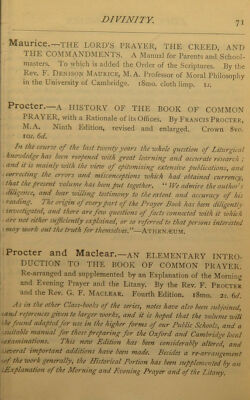 DIVINITY. 71
Maurice.—THE LORD'S PRAYER, THE CREED, AND
THE COMMANDMENTS. A Manual for Parents and School-
masters. To which is added the Order of the Scriptures. By the
Rev. F. DENISON MAURICE, M.A. Professor of Moral Philosophy
in the University of Cambridge. 18mo. cloth limp. 1s.
Procter.—A HISTORY OF THE BOOK OF COMMON
PRAYER, with a Rationale of its Offices. By FRANCIS PROCTER,
M.A. Ninth Edition, revised and enlarged. Crown 8vo.
10s. 6d.
In the course of the last twenty years the whole question of Liturgical
knowledge has been reopened with great learning and accurate research;
and it is mainly with the view of epitomising extensive publications, and
correcting the errors and misconceptions which had obtained currency,
that the present volume has been put together. "We admire the author's
diligence, and bear willing testimony to the extent and accuracy of his
reading. The origin of every part of the Prayer Book has been diligently
investigated, and there are few questions of facts connected with it which
are not either sufficiently explained, or so referred to that persons interested
may work out the truth for themselves."—ATHENÆUM.
Procter and Maclear.—AN ELEMENTARY INTRO-
DUCTION TO THE BOOK OF COMMON PRAYER.
Re-arranged and supplemented by an Explanation of the Morning
and Evening Prayer and the Litany. By the Rev. F. PROCTER
and the Rev. G. F. MACLEAR. Fourth Edition. 18mo. 2s. 6d.
As in the other Class-books of the series, notes have also been subjoined,
and references given to larger works, and it is hoped that the volume will
be found adapted for use in the higher forms of our Public Schools, and a
suitable manual for those preparing for the Oxford and Cambridge local
examinations. This new Edition has been considerably altered, and
several important additions have been made. Besides a re-arrangement
of the work generally, the Historical Portion has been supplemented by an
Explanation of the Morning and Evening Prayer and of the Litany.